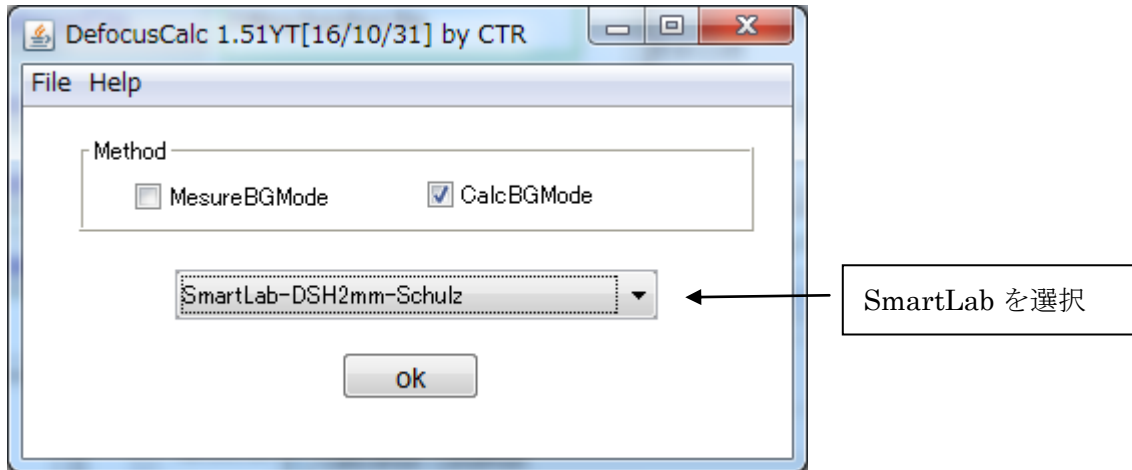 DefocusCalc 1.51YT[16/10/31] by CTR
File Help
Method
MesureBGMode
CalcBGMode
SmartLab-DSH2mm-Schulz
SmartLab を選択
ok